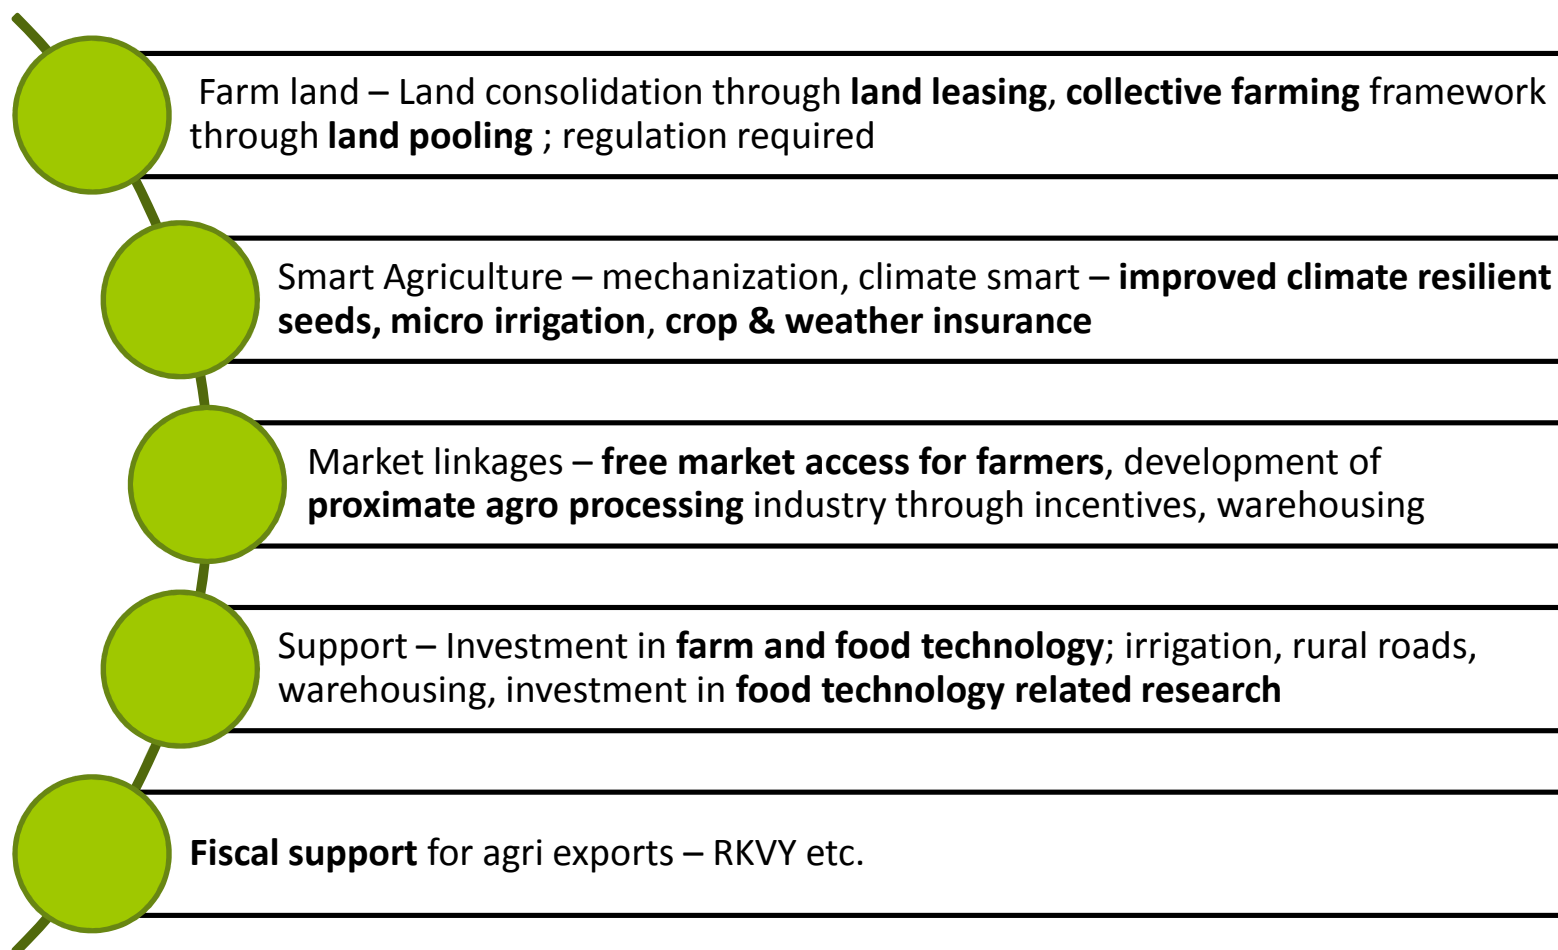 Farm land – Land consolidation through land leasing, collective farming framework
through land pooling ; regulation required
Smart Agriculture – mechanization, climate smart – improved climate resilient
seeds, micro irrigation, crop & weather insurance
Market linkages – free market access for farmers, development of
proximate agro processing industry through incentives, warehousing
Support – Investment in farm and food technology; irrigation, rural roads,
warehousing, investment in food technology related research
Fiscal support for agri exports – RKVY etc.